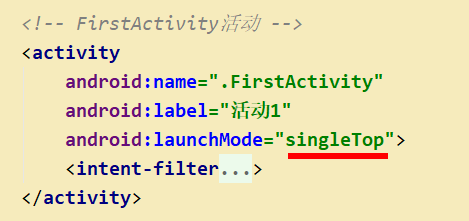 <!-- FirstActivity活动 -->
<activity
android:name=".FirstActivity"
android:label="活动1"
android:launchMode="singleTop">
<intent-filter...>
</activity>